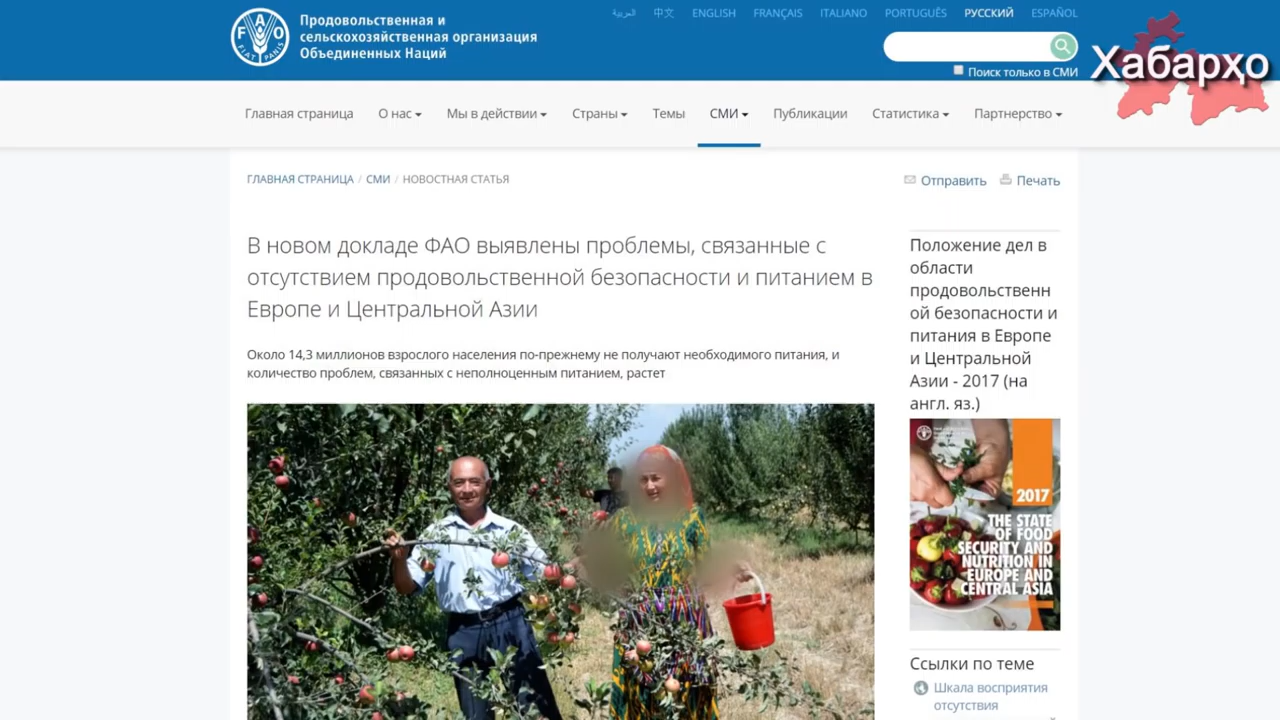 Продовольственная и
сельскохозяйственная организация
Объединенных Наций
العربية 中文 ENGLISH FRANÇAIS ITALIANO PORTUGUÊS РУССКИЙ ESPAÑOL
Поиск только в СМИ
Хабарҳо
Главная страница О нас Мы в действии Страны Темы СМИ Публикации Статистика Партнерство
ГЛАВНАЯ СТРАНИЦА / СМИ / НОВОСТНАЯ СТАТЬЯ
Отправить Печать
В новом докладе ФАО выявлены проблемы, связанные с
отсутствием продовольственной безопасности и питанием в
Европе и Центральной Азии
Около 14,3 миллионов взрослого населения по-прежнему не получают необходимого питания, и
количество проблем, связанных с неполноценным питанием, растет
Положение дел в
области
продовольственн
ой безопасности и
питания в Европе
и Центральной
Азии - 2017 (на
англ. яз.)
2017
THE STATE
OF FOOD
SECURITY AND
NUTRITION IN
EUROPE AND
CENTRAL ASIA
Ссылки по теме
Шкала восприятия
отсутствия